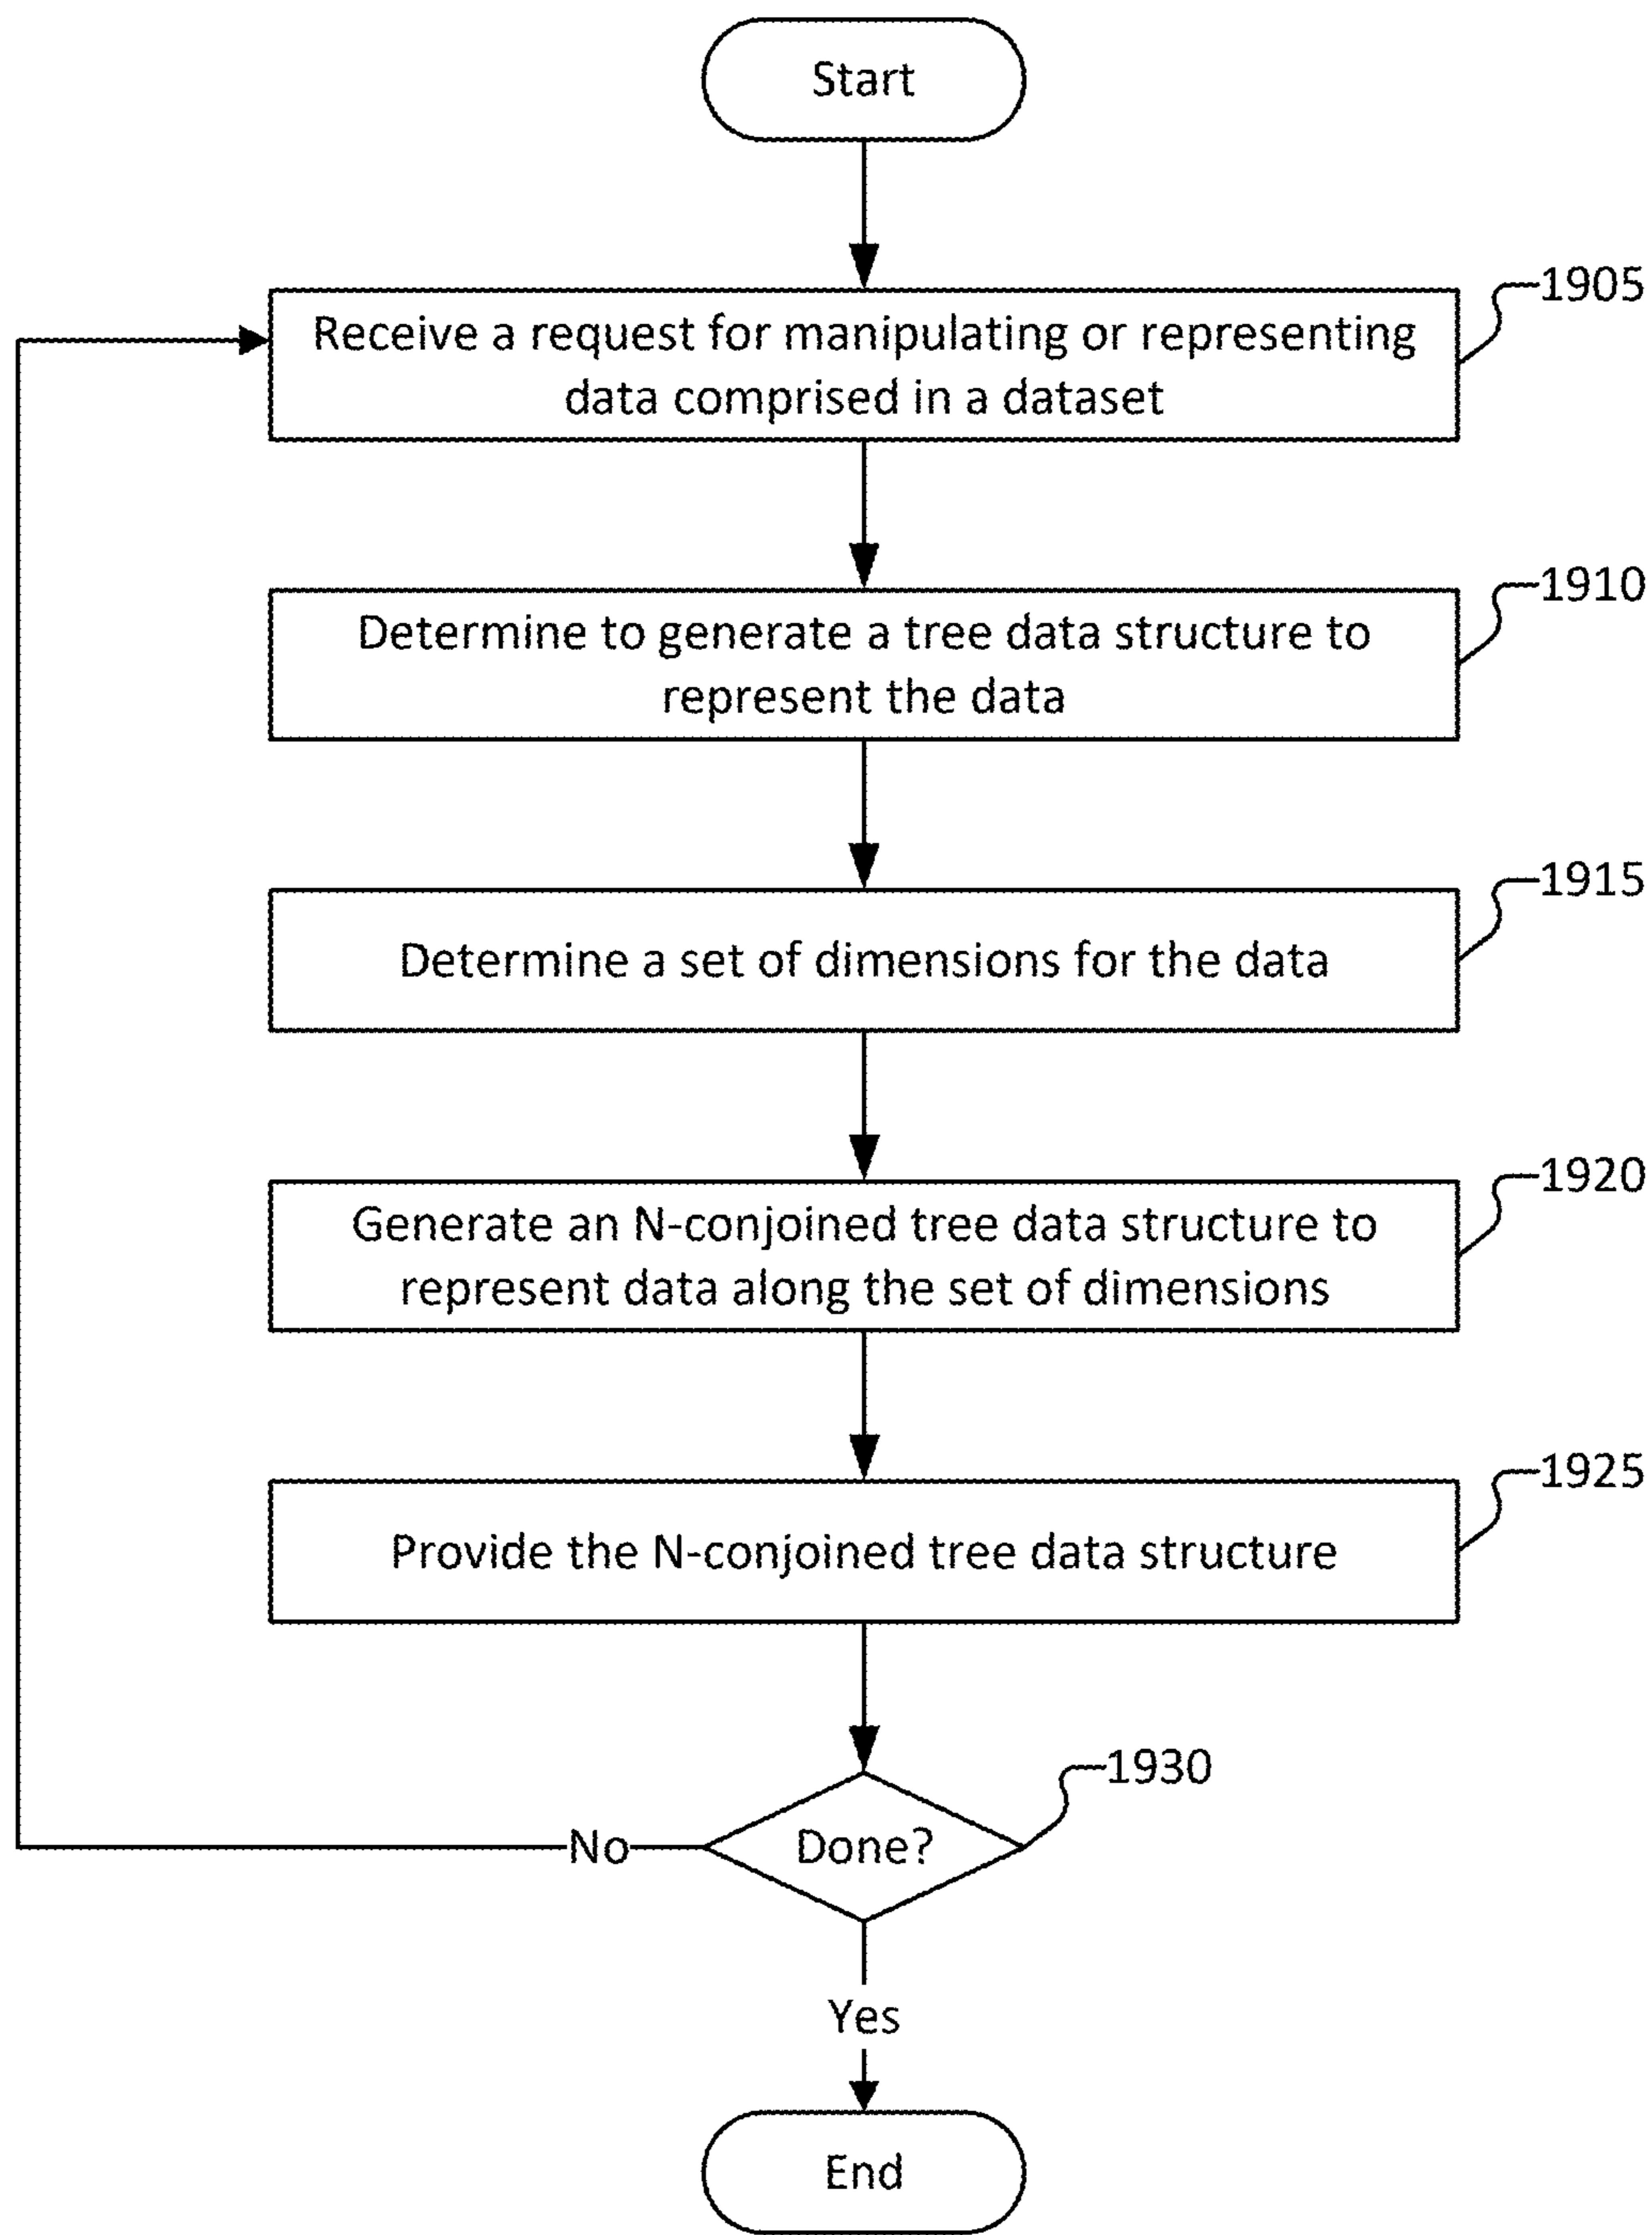 Start
Receive a request for manipulating or representing
data comprised in a dataset
1905
Determine to generate a tree data structure to
represent the data
1910
Determine a set of dimensions for the data
1915
Generate an N-conjoined tree data structure to
represent data along the set of dimensions
1920
Provide the N-conjoined tree data structure
1925
Done?
1930
No
Yes
End